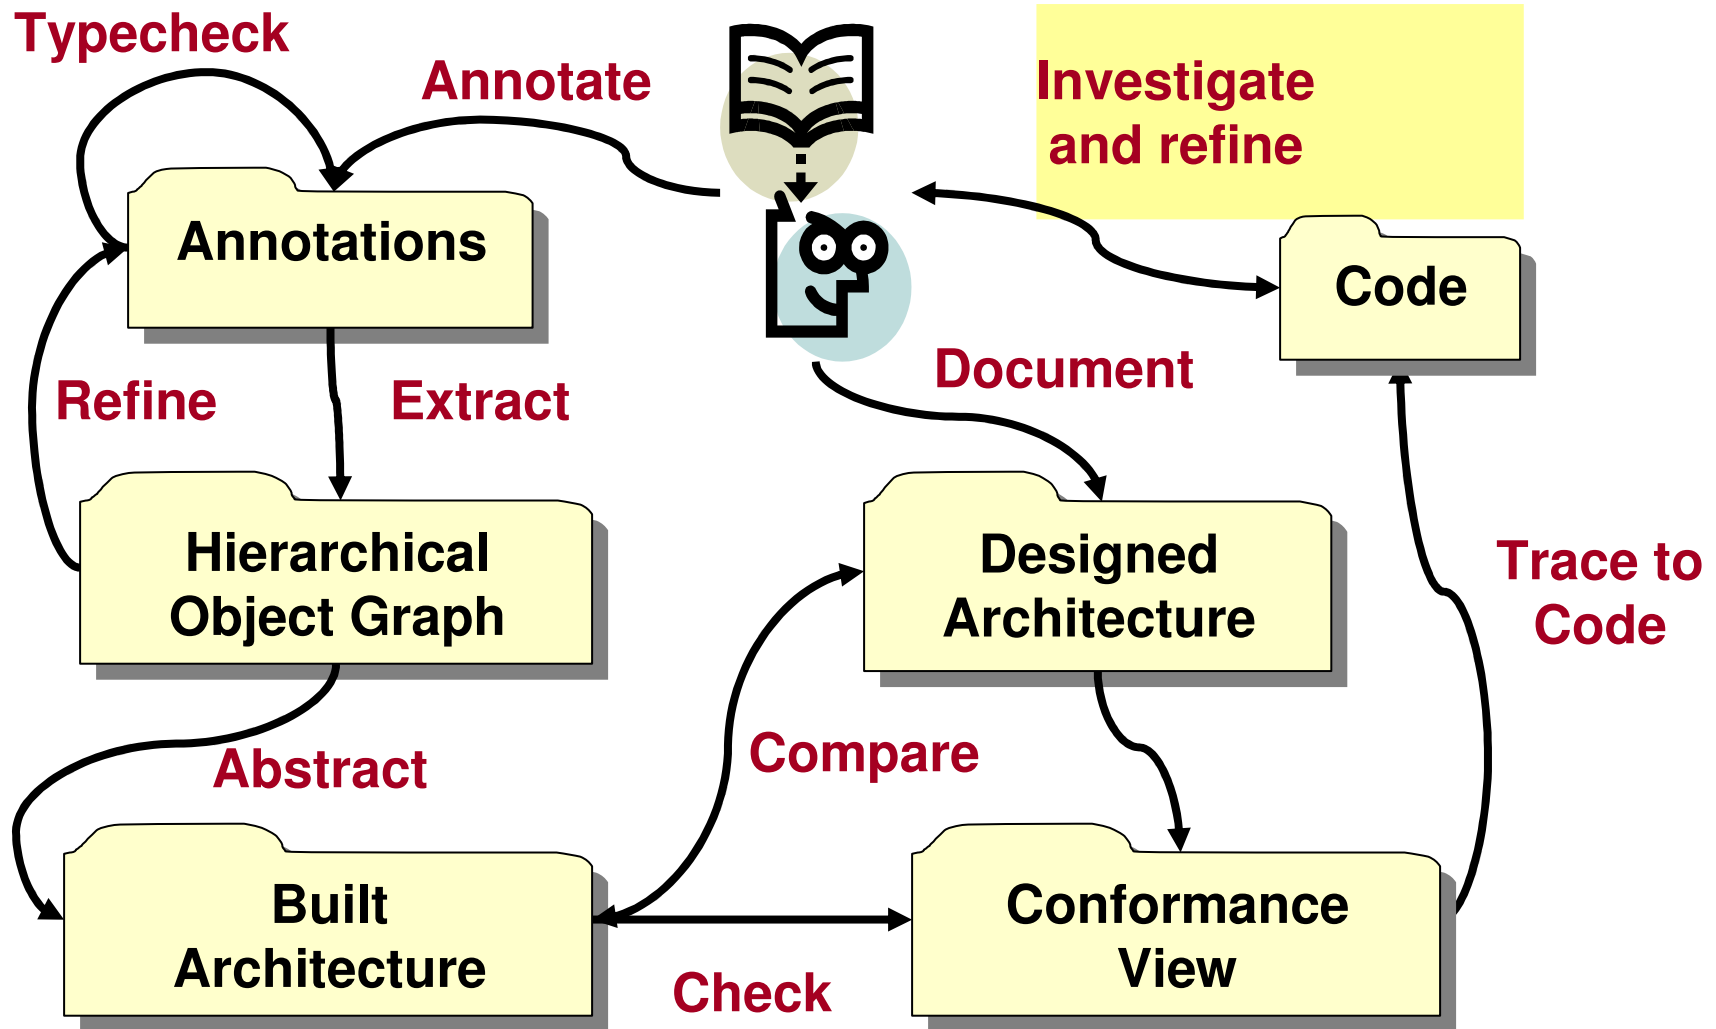 Typecheck
Annotate
Investigate
and refine
Annotations
Code
Document
Refine
Extract
Hierarchical
Object Graph
Designed
Architecture
Trace to
Code
Abstract
Compare
Built
Architecture
Conformance
View
Check